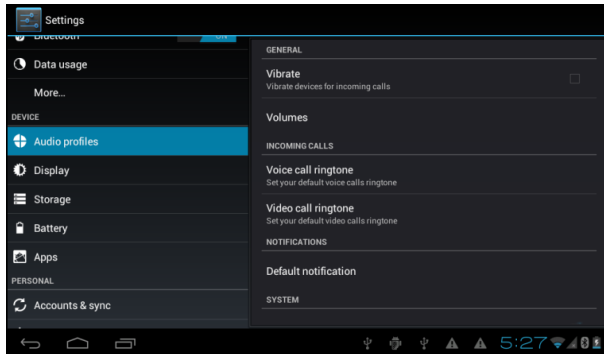 Settings
Bluetooth
ON
Data usage
More...
DEVICE
Audio profiles
Display
Storage
Battery
Apps
PERSONAL
Accounts & sync
GENERAL
Vibrate
Vibrate devices for incoming calls
Volumes
INCOMING CALLS
Voice call ringtone
Set your default voice calls ringtone
Video call ringtone
Set your default video calls ringtone
NOTIFICATIONS
Default notification
SYSTEM
5:27